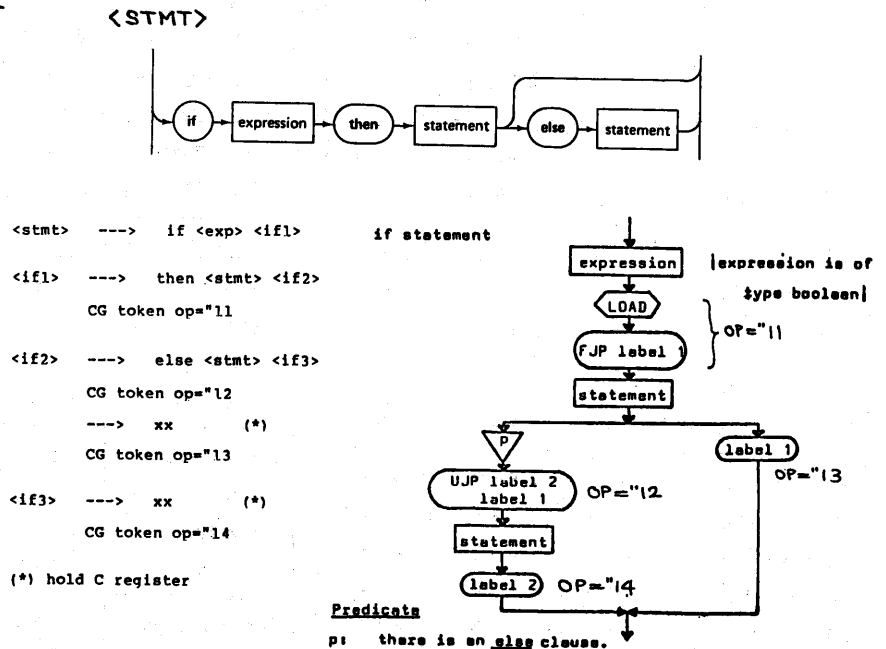 <STMT>
if expression then statement else statement
<stmt> ---> if <exp> <if1>
<if1> ---> then <stmt> <if2>
CG token op="11
<if2> ---> else <stmt> <if3>
CG token op="12
---> xx (*)
CG token op="13
<if3> ---> xx (*)
CG token op="14
(*) hold C register
if statement
expression
|expression is of
type boolean|
LOAD
OP="11
FJP label 1
statement
P
label 1
OP="13
UJP label 2
label 1
OP="12
statement
label 2
OP="14
Predicate
p: there is an else clause.